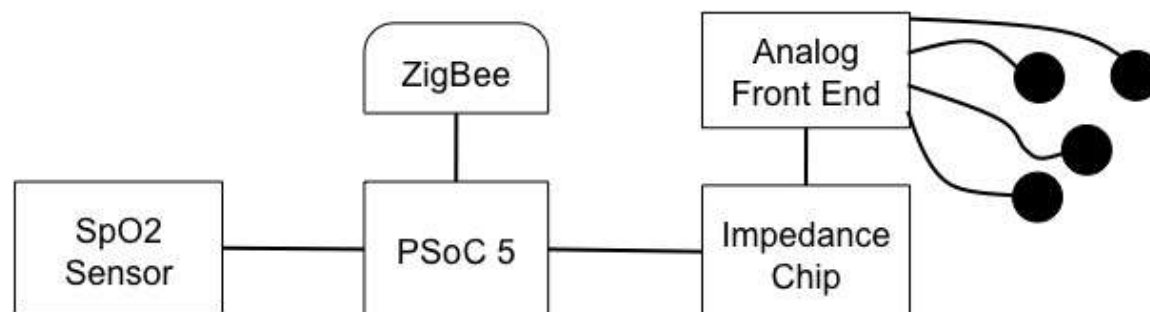 ZigBee
Analog
Front End
SpO2
Sensor
PSoC 5
Impedance
Chip